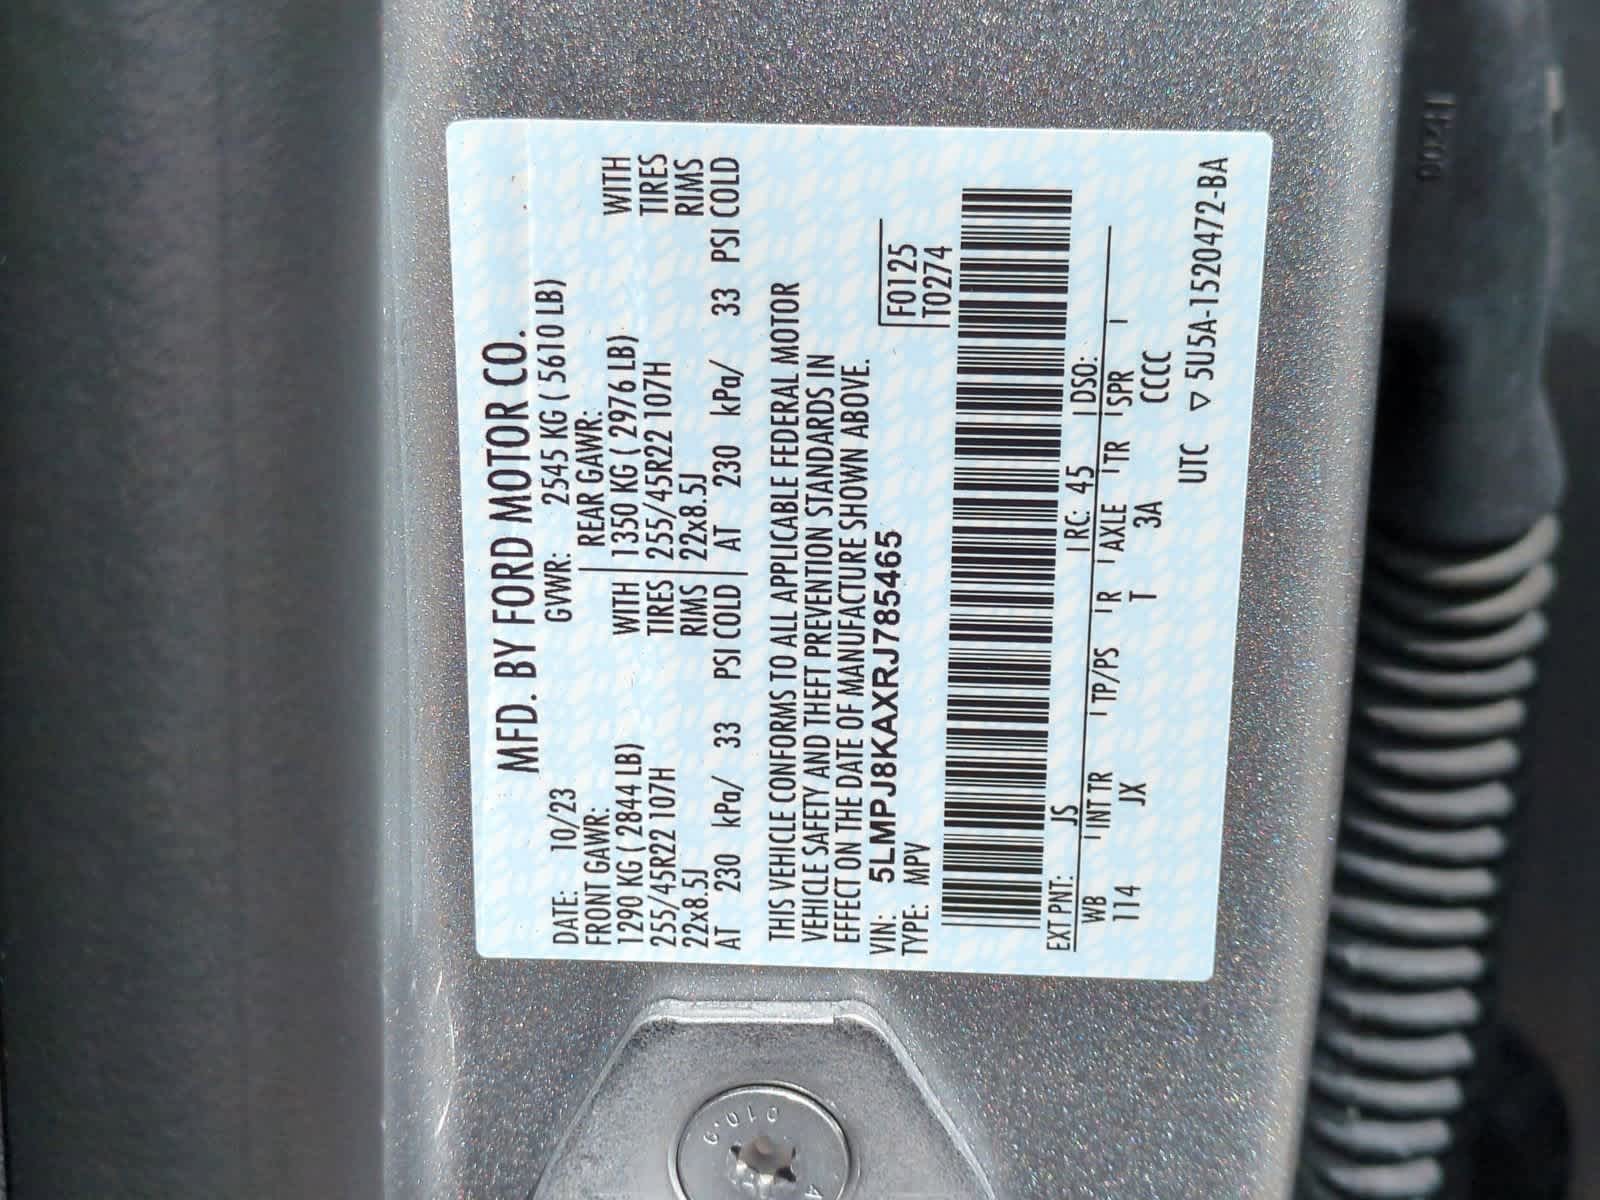 MFD. BY FORD MOTOR CO.
DATE: 10/23 GVWR: 2545 KG ( 5610 LB)
FRONT GAWR: REAR GAWR:
1290 KG (2844 LB) WITH 1350 KG ( 2976 LB) WITH
255/45R22 107H TIRES 255/45R22 107H TIRES
22x8.5J RIMS 22x8.5J RIMS
AT 230 kPa/ 33 PSI COLD AT 230 kPa/ 33 PSI COLD
THIS VEHICLE CONFORMS TO ALL APPLICABLE FEDERAL MOTOR
VEHICLE SAFETY AND THEFT PREVENTION STANDARDS IN
EFFECT ON THE DATE OF MANUFACTURE SHOWN ABOVE.
VIN: 5LMPJ8KAXRJ785465 F0125
TYPE: MPV T0274
EXT PNT: JS RC: 45 DSO:
WB INT TR TP/PS R AXLE TR SPR
114 JX T 3A CCCC
UTC ▽ 5U5A-1520472-BA
010.9
4